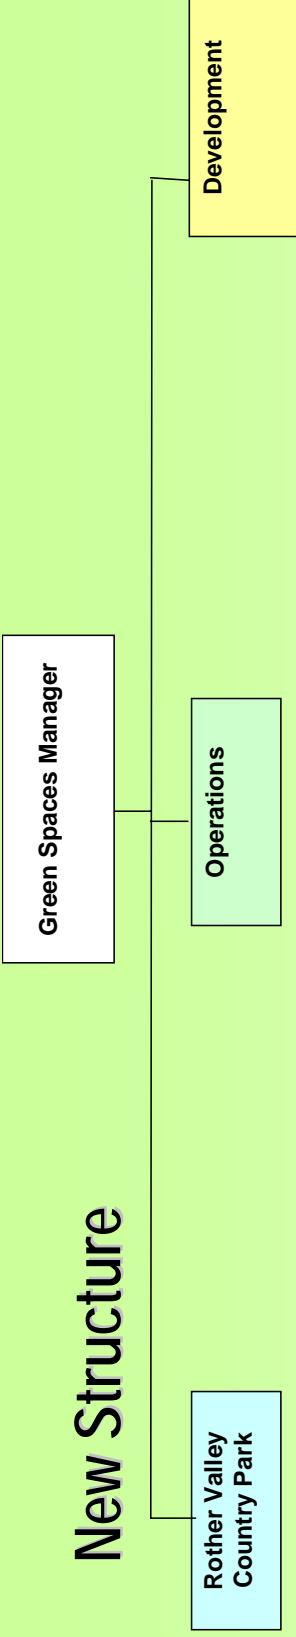 New Structure
Green Spaces Manager
Rother Valley
Country Park
Operations
Development